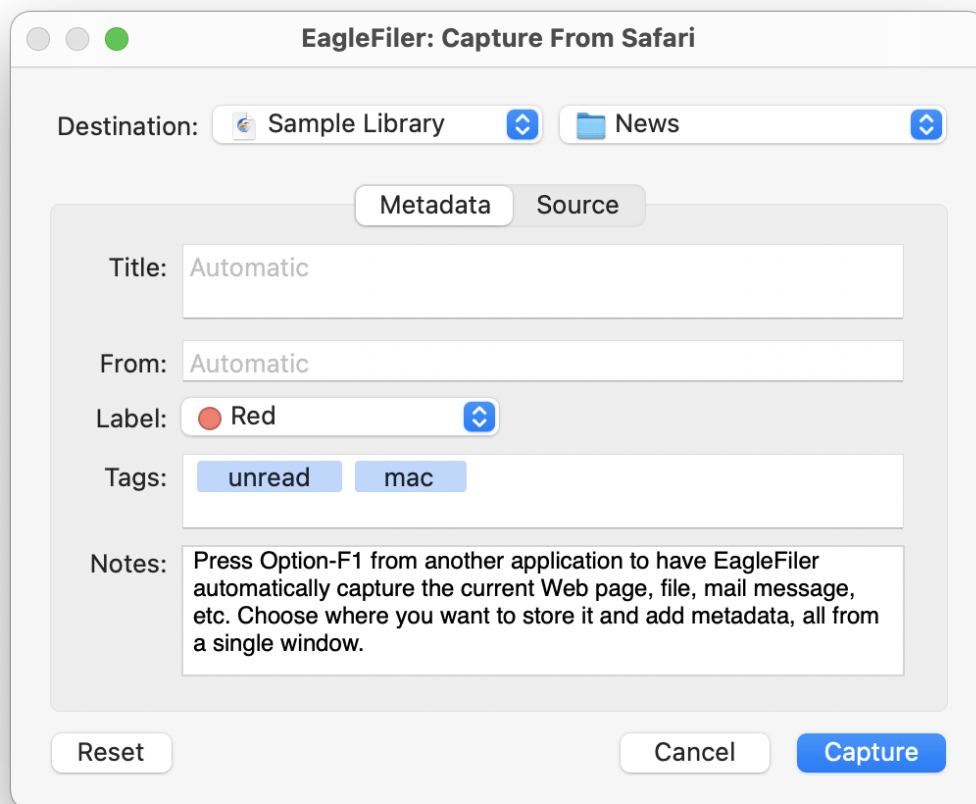 EagleFiler: Capture From Safari
Destination: Sample Library News
Metadata Source
Title: Automatic
From: Automatic
Label: Red
Tags: unread mac
Notes: Press Option-F1 from another application to have EagleFiler
automatically capture the current Web page, file, mail message,
etc. Choose where you want to store it and add metadata, all from
a single window.
Reset Cancel Capture